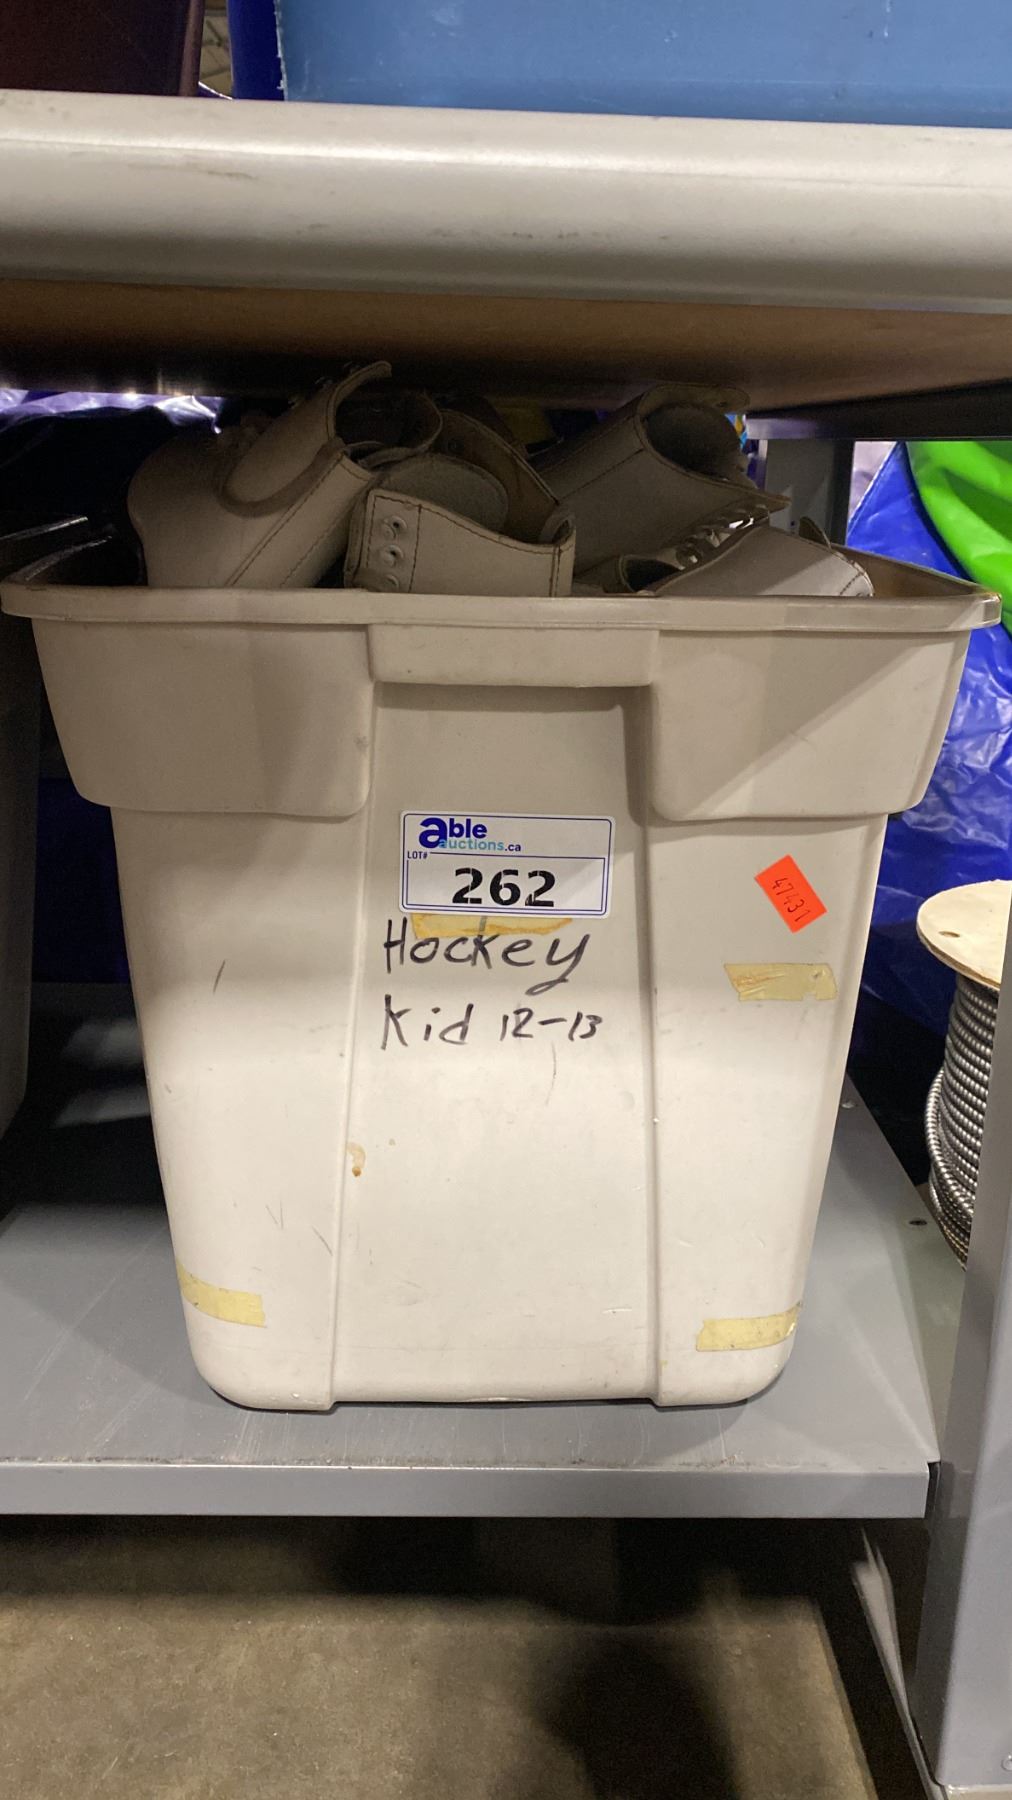 able
auctions.ca
LOT#
262
47431
Hockey
Kid 12-13